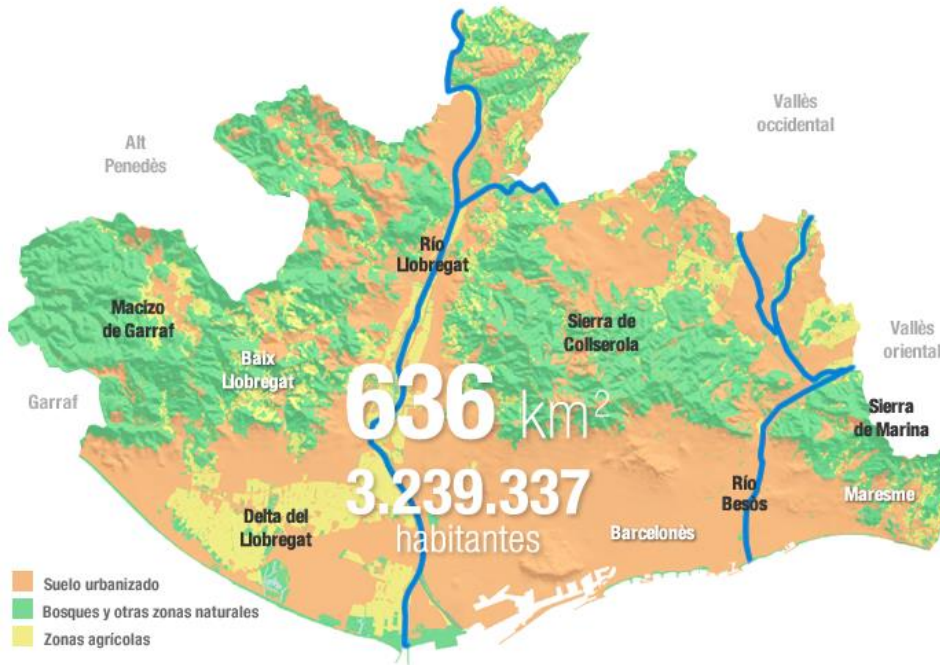 Vallès
occidental
Alt
Penedès
Río
Llobregat
Macizo
de Garraf
Sierra de
Collserola
Vallès
oriental
Baix
Llobregat
Garraf
636 km²
Sierra
de Marina
3.239.337
habitantes
Río
Besòs
Maresme
Delta del
Llobregat
Barcelonès
Suelo urbanizado
Bosques y otras zonas naturales
Zonas agrícolas